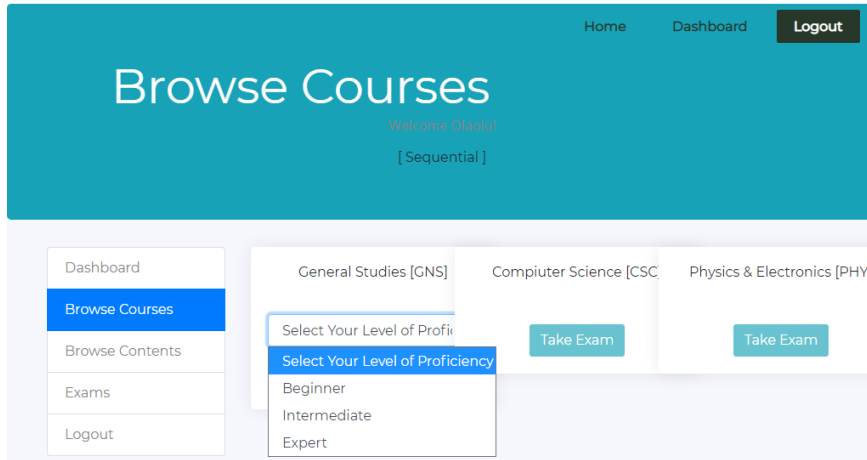 Home Dashboard Logout
Browse Courses
Welcome Olaolu!
[ Sequential ]
Dashboard
Browse Courses
Browse Contents
Exams
Logout
General Studies [GNS]
Select Your Level of Profi
Select Your Level of Proficiency
Beginner
Intermediate
Expert
Compiuter Science [CSC
Take Exam
Physics & Electronics [PHY
Take Exam